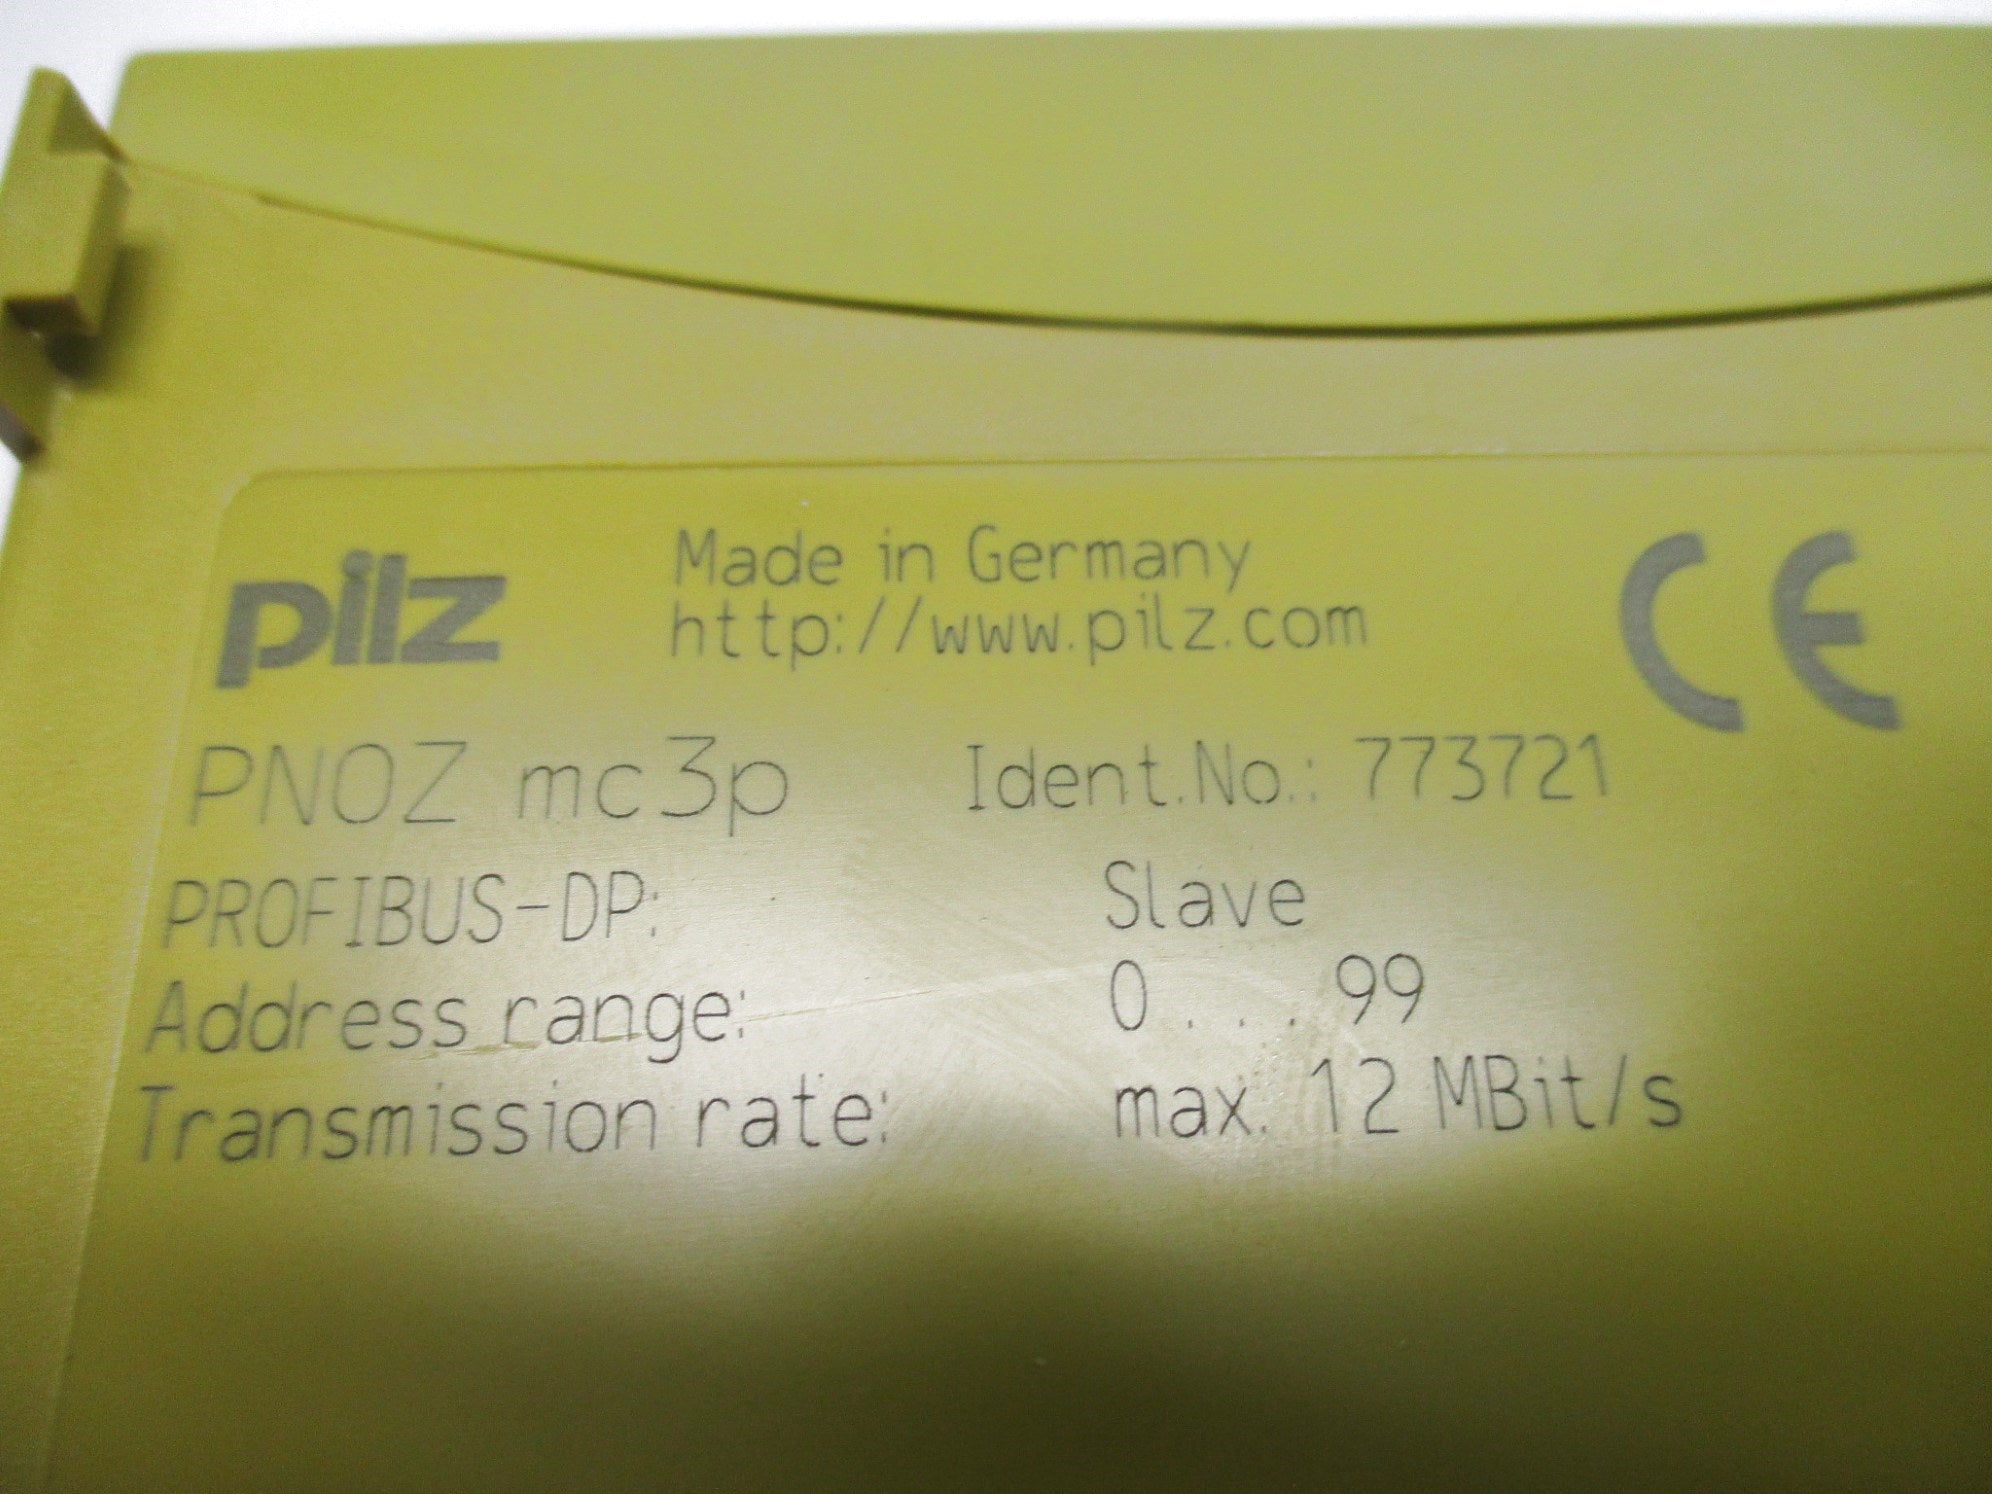 pilz
Made in Germany
http://www.pilz.com
CE
PNOZ mc3p Ident.No.: 773721
PROFIBUS-DP: Slave
Address range: 0 . . . 99
Transmission rate: max. 12 MBit/s